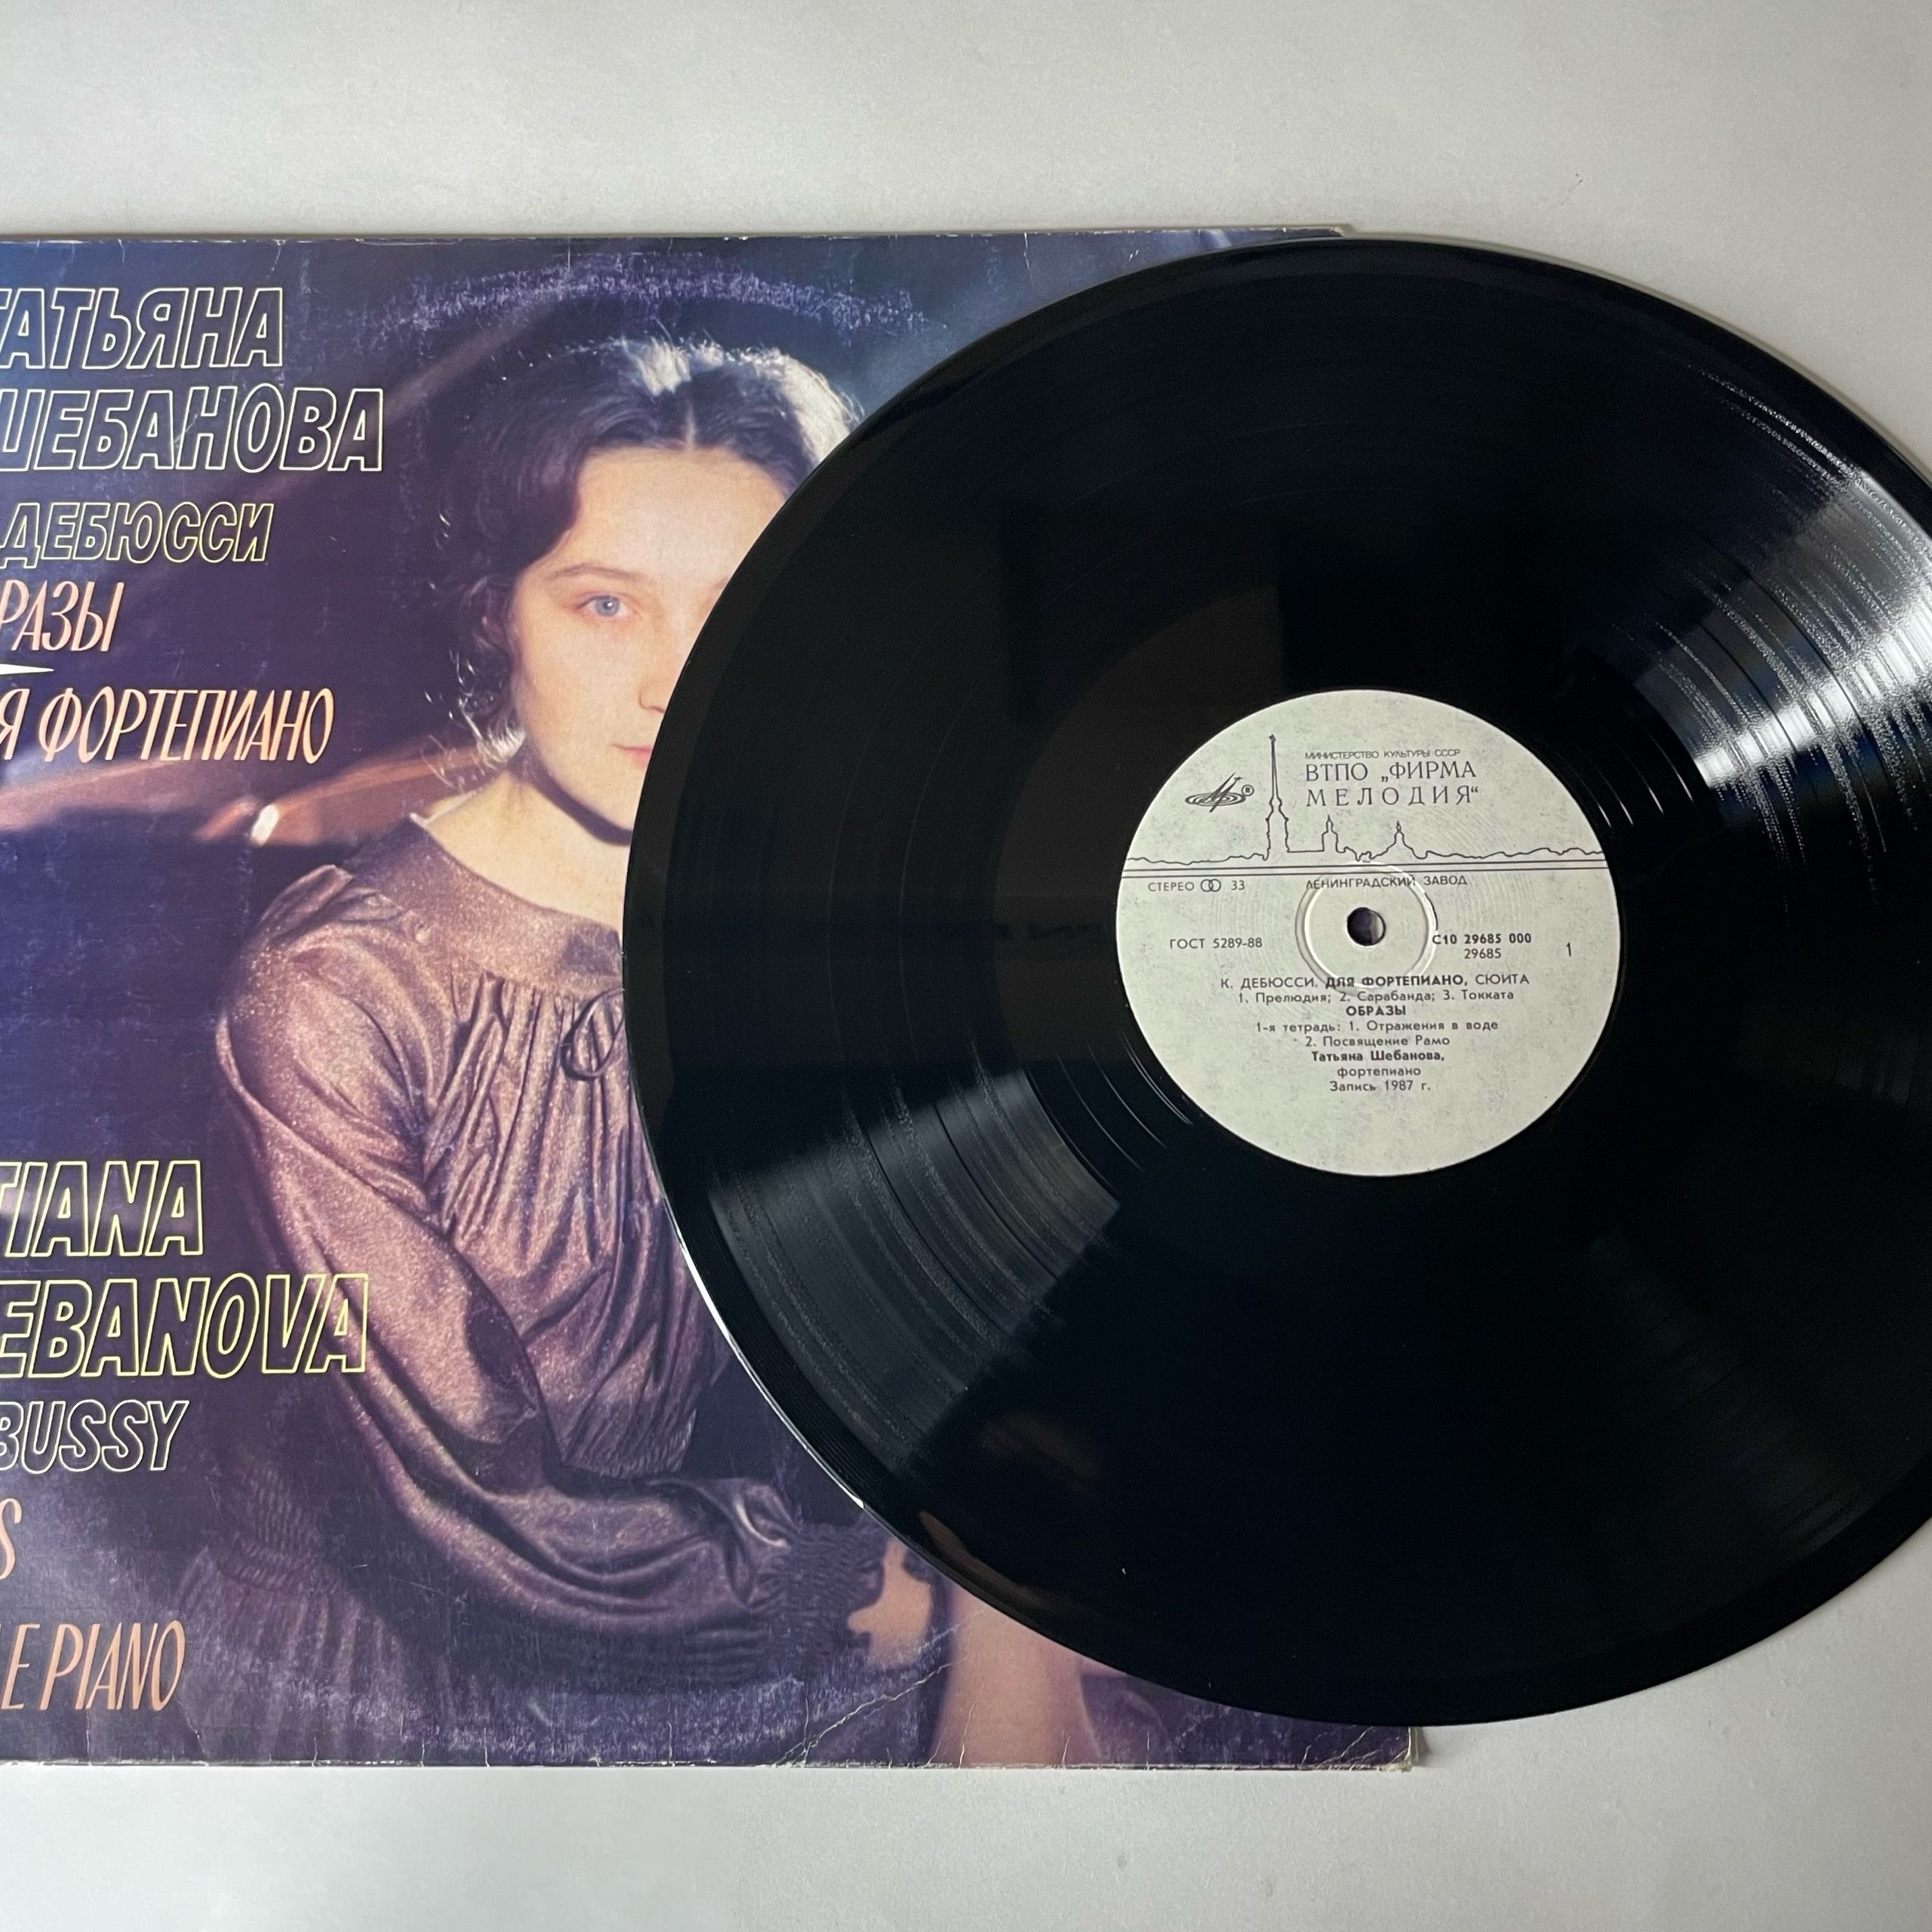 ТАТЬЯНА
ШЕБАНОВА
ДЕБЮССИ
РАЗЫ
Я ФОРТЕПИАНО
TIANA
EBANOVA
BUSSY
S
LE PIANO
МИНИСТЕРСТВО КУЛЬТУРЫ СССР
ВТПО „ФИРМА
МЕЛОДИЯ“
СТЕРЕО 33
ЛЕНИНГРАДСКИЙ ЗАВОД
ГОСТ 5289-88
С10 29685 000
29685
1
К. ДЕБЮССИ. ДЛЯ ФОРТЕПИАНО, СЮИТА
1. Прелюдия; 2. Сарабанда; 3. Токката
ОБРАЗЫ
1-я тетрадь: 1. Отражения в воде
2. Посвящение Рамо
Татьяна Шебанова,
фортепиано
Запись 1987 г.